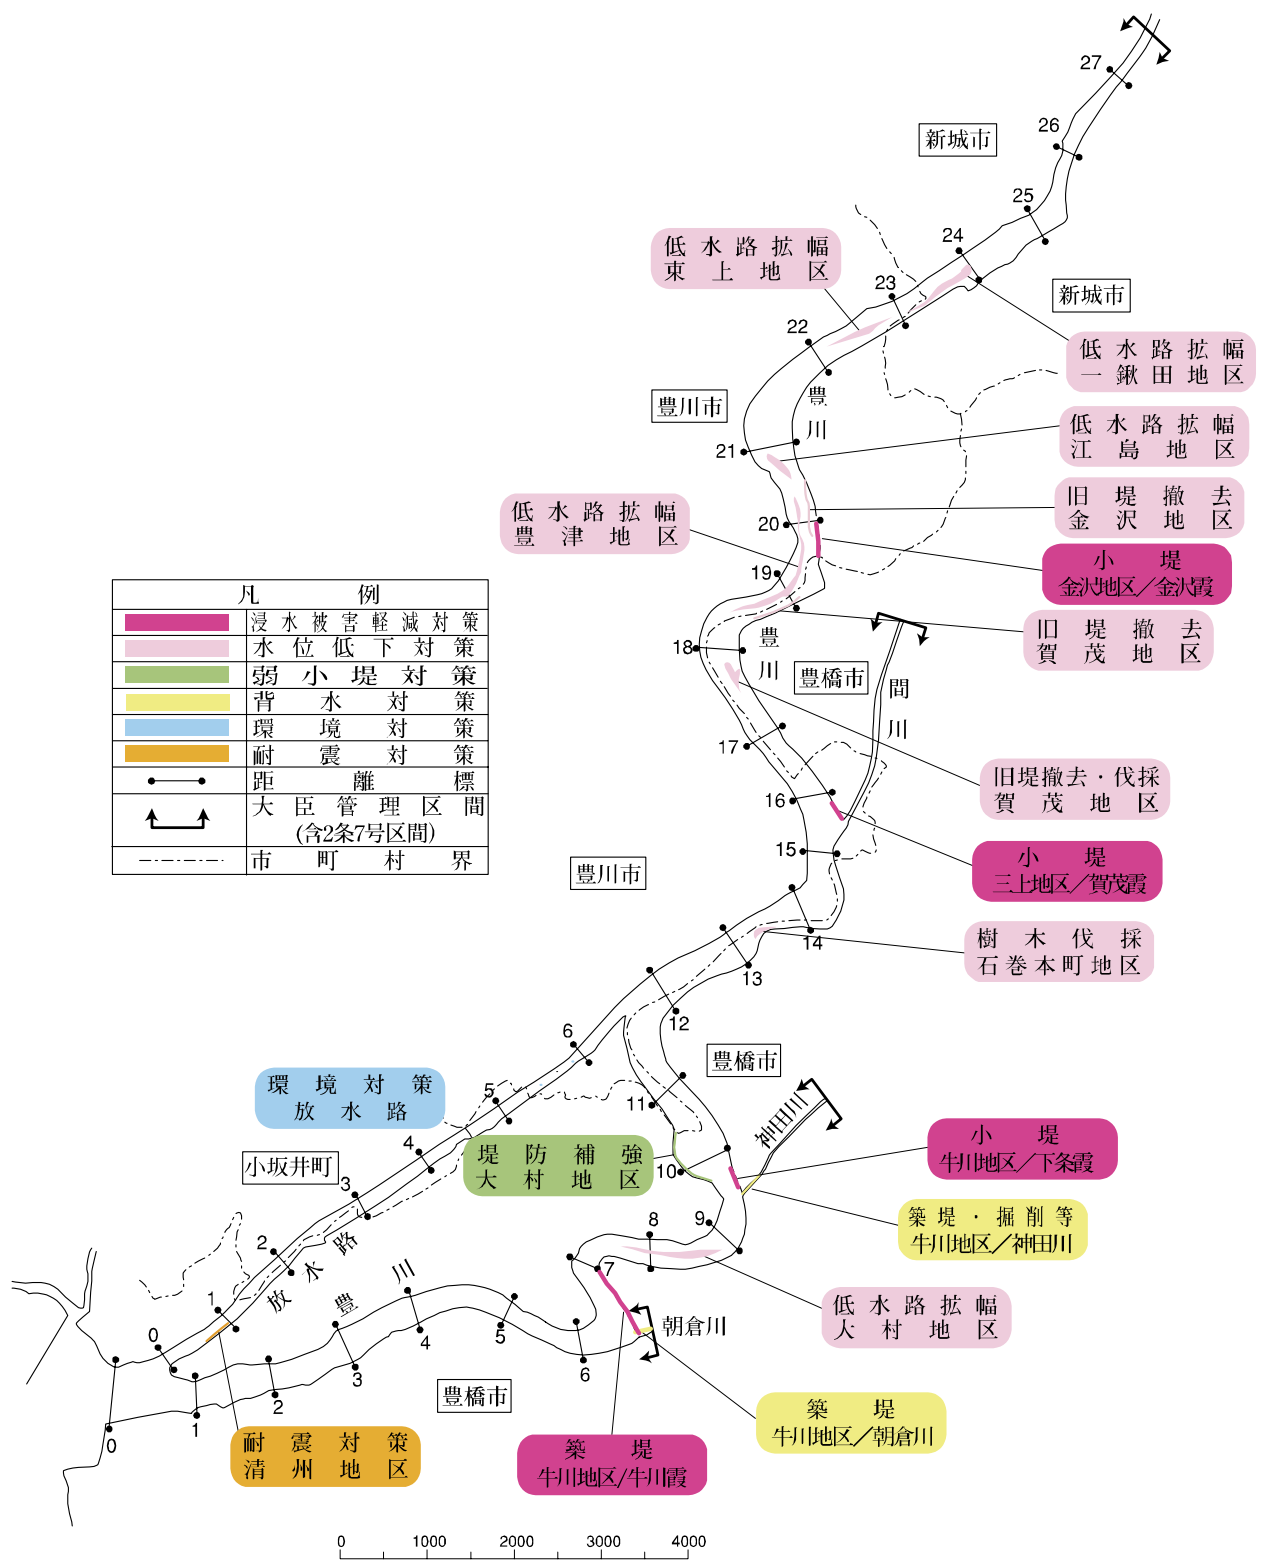 27
26
新城市
25
24
低水路拡幅
東上地区
23
新城市
22
低水路拡幅
一鍬田地区
豊川市
豊川
低水路拡幅
江島地区
21
旧堤撤去
金沢地区
低水路拡幅
豊津地区
20
小堤
金沢地区/金沢霞
19
凡例
浸水被害軽減対策
水位低下対策
弱小堤対策
背水対策
環境対策
耐震対策
距離標
大臣管理区間
(含2条7号区間)
市町村界
旧堤撤去
賀茂地区
18
豊川
豊橋市
間川
17
旧堤撤去・伐採
賀茂地区
16
15
小堤
三上地区/賀茂霞
豊川市
14
樹木伐採
石巻本町地区
13
12
6
豊橋市
環境対策
放水路
5
11
神田川
4
小堤
牛川地区/下条霞
堤防補強
大村地区
10
小坂井町
3
築堤・掘削等
牛川地区/神田川
9
8
2
放水路
7
豊川
1
低水路拡幅
大村地区
朝倉川
0
5
4
6
3
豊橋市
2
1
0
築堤
牛川地区/朝倉川
耐震対策
清州地区
築堤
牛川地区/牛川霞
0 1000 2000 3000 4000